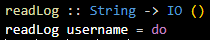 readLog :: String -> IO ()
readLog username = do